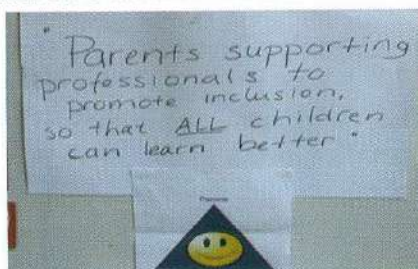 "Parents supporting
professionals to
promote inclusion,
so that ALL children
can learn better"